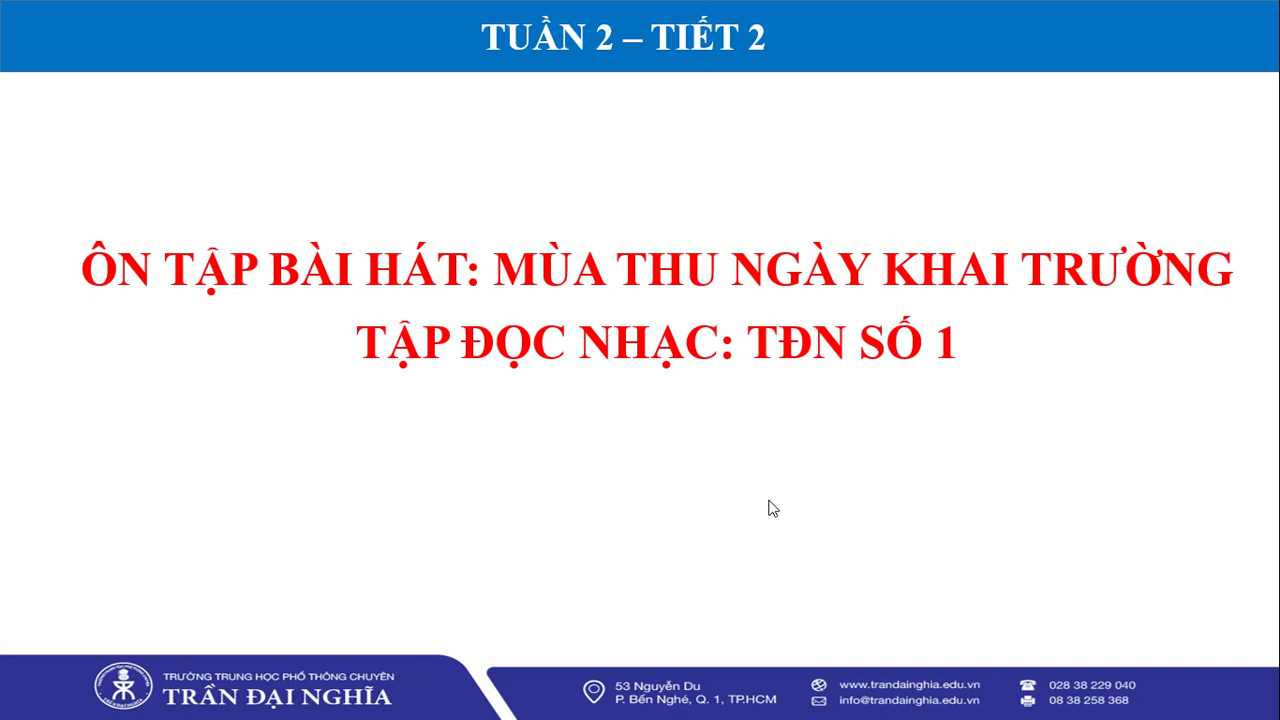 TUẦN 2 – TIẾT 2
ÔN TẬP BÀI HÁT: MÙA THU NGÀY KHAI TRƯỜNG
TẬP ĐỌC NHẠC: TĐN SỐ 1
TRƯỜNG TRUNG HỌC PHỔ THÔNG CHUYÊN
TRẦN ĐẠI NGHĨA
53 Nguyễn Du
P. Bến Nghé, Q. 1, TP.HCM
www.trandainghia.edu.vn
info@trandainghia.edu.vn
028 38 229 040
08 38 258 368